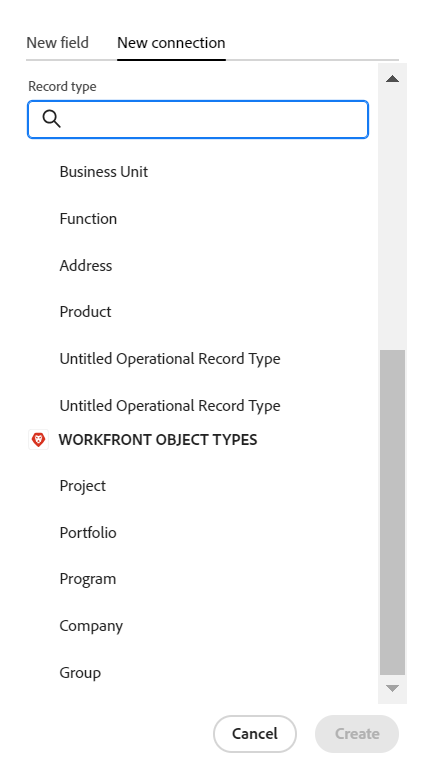 New field New connection
Record type
Business Unit
Function
Address
Product
Untitled Operational Record Type
Untitled Operational Record Type
WORKFRONT OBJECT TYPES
Project
Portfolio
Program
Company
Group
Cancel Create